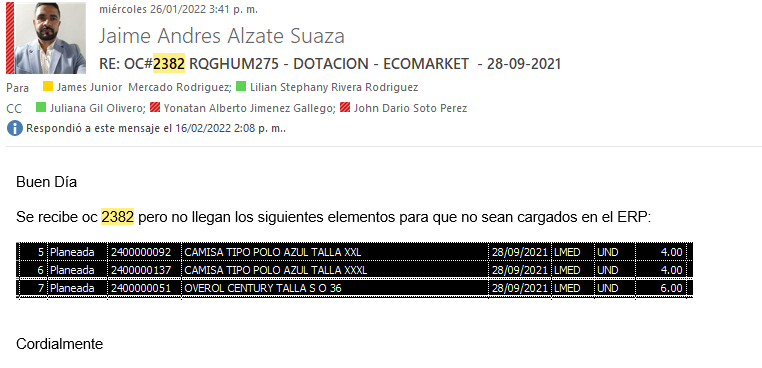 miércoles 26/01/2022 3:41 p. m.
Jaime Andres Alzate Suaza
RE: OC#2382 RQGHUM275 - DOTACION - ECOMARKET - 28-09-2021
Para James Junior Mercado Rodriguez; Lilian Stephany Rivera Rodriguez
CC Juliana Gil Olivero; Yonatan Alberto Jimenez Gallego; John Dario Soto Perez
Respondió a este mensaje el 16/02/2022 2:08 p. m..
Buen Día
Se recibe oc 2382 pero no llegan los siguientes elementos para que no sean cargados en el ERP:
5 Planeada 2400000092 CAMISA TIPO POLO AZUL TALLA XXL 28/09/2021 LMED UND 4.00
6 Planeada 2400000137 CAMISA TIPO POLO AZUL TALLA XXXL 28/09/2021 LMED UND 4.00
7 Planeada 2400000051 OVEROL CENTURY TALLA S O 36 28/09/2021 LMED UND 6.00
Cordialmente